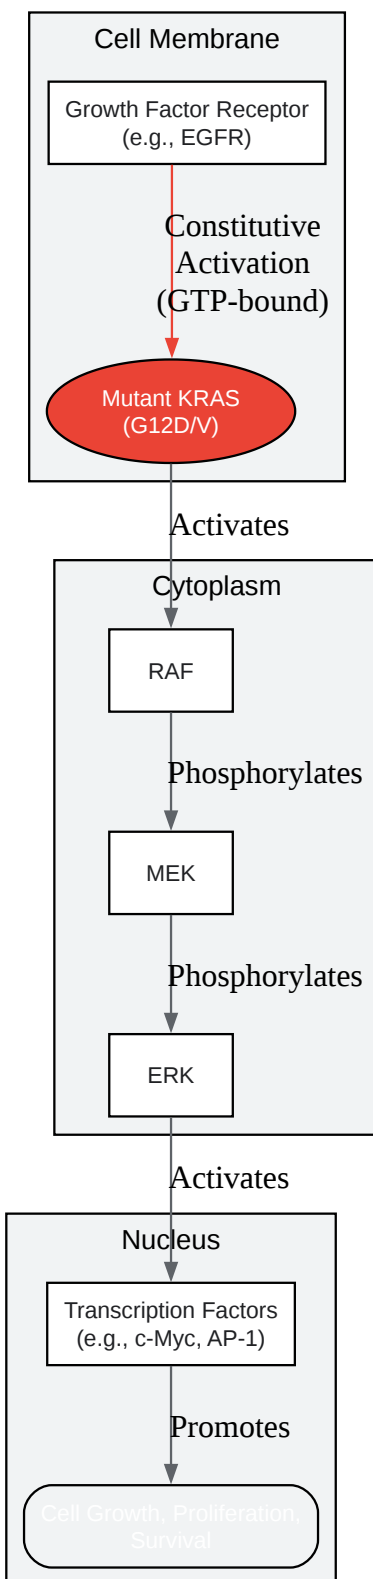 Cell Membrane
Growth Factor Receptor
(e.g., EGFR)
Constitutive
Activation
(GTP-bound)
Mutant KRAS
(G12D/V)
Activates
Cytoplasm
RAF
Phosphorylates
MEK
Phosphorylates
ERK
Activates
Nucleus
Transcription Factors
(e.g., c-Myc, AP-1)
Promotes
Cell Growth, Proliferation,
Survival